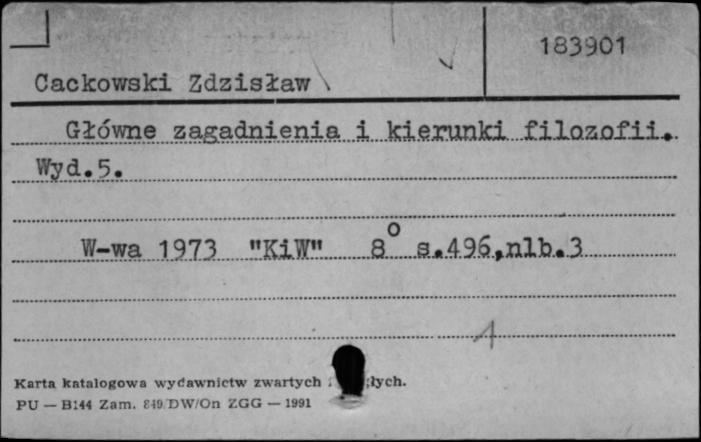 183901
Cackowski Zdzisław
Główne zagadnienia i kierunki filozofii.
Wyd.5.
W-wa 1973 "KiW" 8° s.496,nlb.3
1
Karta katalogowa wydawnictw zwartych
PU — B144 Zam. 849/DW/On ZGG — 1991